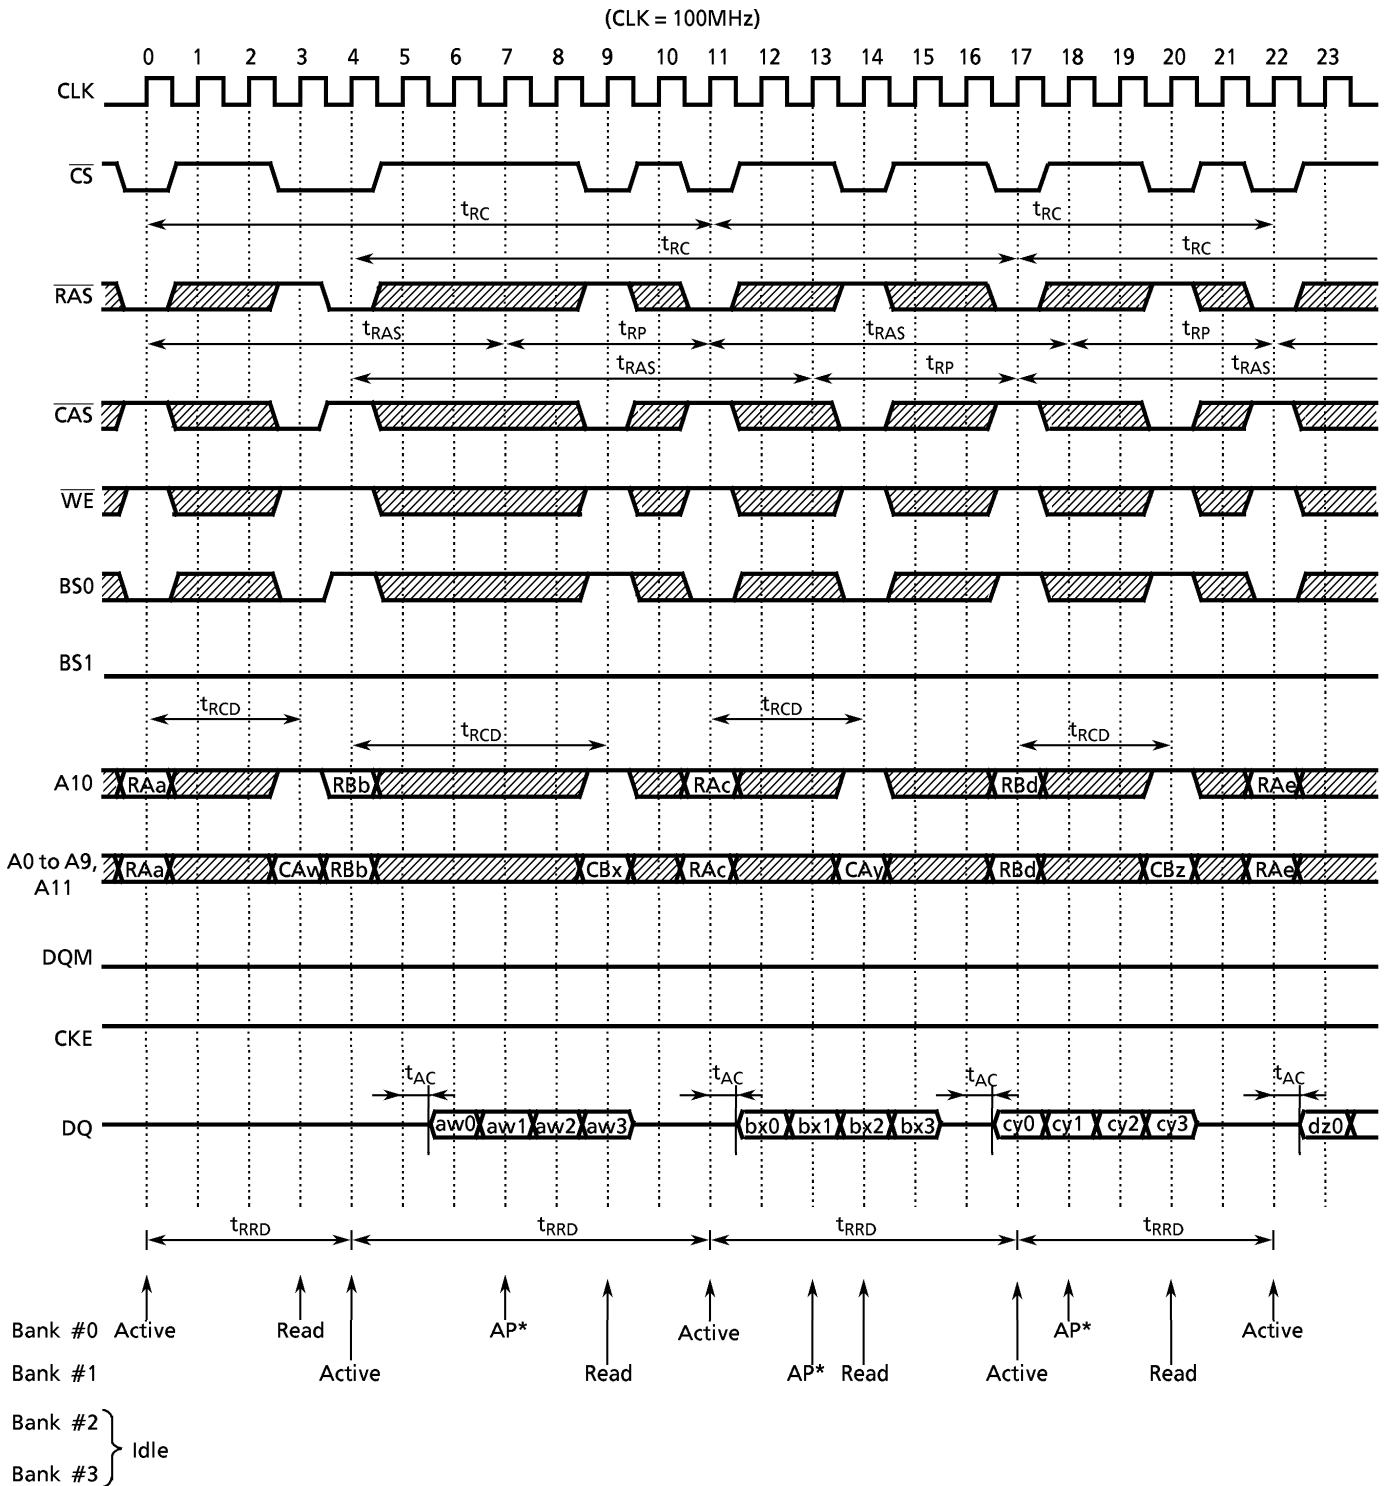 (CLK = 100MHz)
0 1 2 3 4 5 6 7 8 9 10 11 12 13 14 15 16 17 18 19 20 21 22 23
CLK
CS
tRC tRC
tRC tRC
RAS
tRAS tRP tRAS tRP
tRAS tRP tRAS
CAS
WE
BS0
BS1
tRCD tRCD
tRCD tRCD
A10 RAa RBb RAc RBd RAe
A0 to A9,
A11
RAa CAw RBb CBx RAc CAy RBd CBz RAe
DQM
CKE
tAC tAC tAC tAC
DQ aw0 aw1 aw2 aw3 bx0 bx1 bx2 bx3 cy0 cy1 cy2 cy3 dz0
tRRD tRRD tRRD tRRD
Bank #0 Active Read AP* Active AP* Active
Bank #1 Active Read AP* Read Active Read
Bank #2
Idle
Bank #3